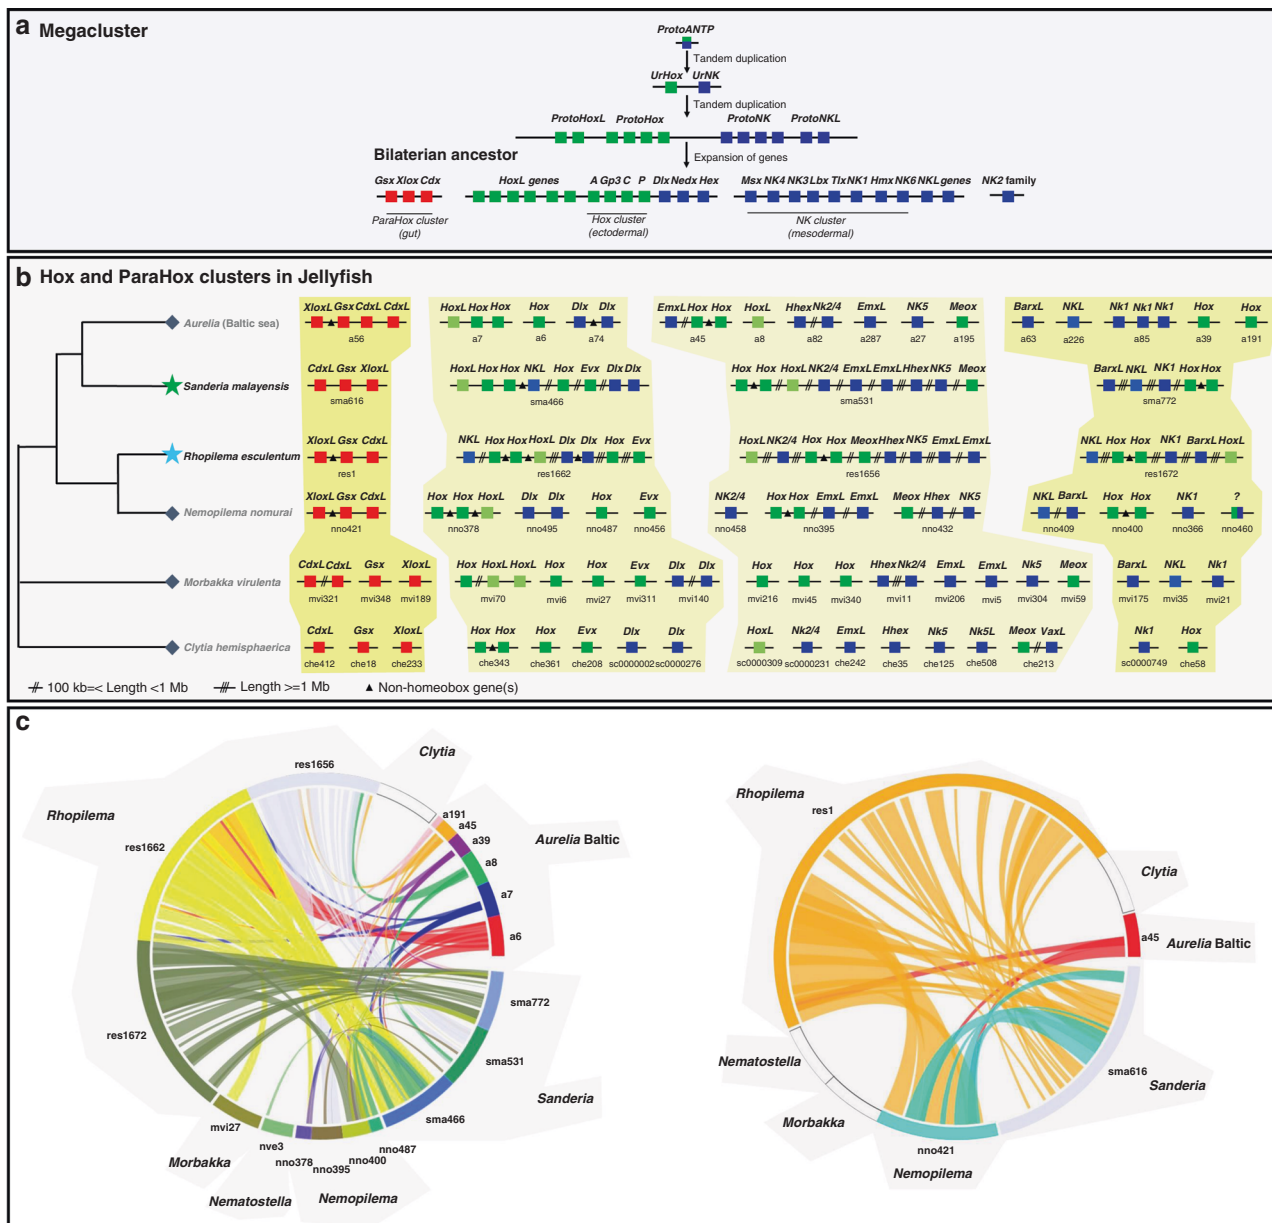 a Megacluster
ProtoANTP
Tandem duplication
UrHox UrNK
Tandem duplication
ProtoHoxL ProtoHox ProtoNK ProtoNKL
Expansion of genes
Bilaterian ancestor
Gsx Xlox Cdx HoxL genes A Gp3 C P Dlx Nedx Hex Msx NK4 NK3 Lbx Tlx NK1 Hmx NK6 NKL genes NK2 family
ParaHox cluster (gut)
Hox cluster (ectodermal)
NK cluster (mesodermal)
b Hox and ParaHox clusters in Jellyfish
XloxL Gsx CdxL CdxL HoxL Hox Hox Hox Dlx Dlx EmxL Hox Hox HoxL Hhex Nk2/4 EmxL NK5 Meox BarxL NKL Nk1 Nk1 Nk1 Hox Hox
Aurelia (Baltic sea)
a56 a7 a6 a74 a45 a8 a82 a287 a27 a195 a63 a226 a85 a39 a191
CdxL Gsx XloxL HoxL Hox Hox NKL Hox Evx Dlx Dlx Hox Hox HoxL NK2/4 EmxL EmxL Hhex NK5 Meox BarxL NKL NK1 Hox Hox
Sanderia malayensis
sma616 sma466 sma531 sma772
XloxL Gsx CdxL NKL Hox Hox HoxL Dlx Dlx Hox Evx HoxL NK2/4 Hox Hox Meox Hhex NK5 EmxL EmxL NKL Hox Hox NK1 BarxL HoxL
Rhopilema esculentum
res1 res1662 res1656 res1672
XloxL Gsx CdxL Hox Hox HoxL Dlx Dlx Hox Evx NK2/4 Hox Hox EmxL EmxL Meox Hhex NK5 NKL BarxL Hox Hox NK1 ?
Nemopilema nomurai
nno421 nno378 nno495 nno487 nno456 nno458 nno395 nno432 nno409 nno400 nno366 nno460
CdxL CdxL Gsx XloxL Hox HoxL HoxL Hox Hox Evx Dlx Dlx Hox Hox Hox Hhex Nk2/4 EmxL EmxL Nk5 Meox BarxL NKL Nk1
Morbakka virulenta
mvi321 mvi348 mvi189 mvi70 mvi6 mvi27 mvi311 mvi140 mvi216 mvi45 mvi340 mvi11 mvi206 mvi5 mvi304 mvi59 mvi175 mvi35 mvi21
CdxL Gsx XloxL Hox Hox Hox Evx Dlx Dlx HoxL Nk2/4 EmxL Hhex Nk5 Nk5L Meox VaxL Nk1 Hox
Clytia hemisphaerica
che412 che18 che233 che343 che361 che208 sc0000002 sc0000276 sc0000309 sc0000231 che242 che35 che125 che508 che213 sc0000749 che58
100 kb=< Length <1 Mb Length >=1 Mb Non-homeobox gene(s)
c
res1656
Clytia
Rhopilema
a191
a45
a39
Aurelia Baltic
a8
res1662
a7
a6
sma772
res1672
sma531
Sanderia
sma466
mvi27
nve3
nno487
nno400
nno378
nno395
Morbakka
Nematostella
Nemopilema
Rhopilema
res1
Clytia
a45
Aurelia Baltic
Nematostella
sma616
Sanderia
Morbakka
nno421
Nemopilema